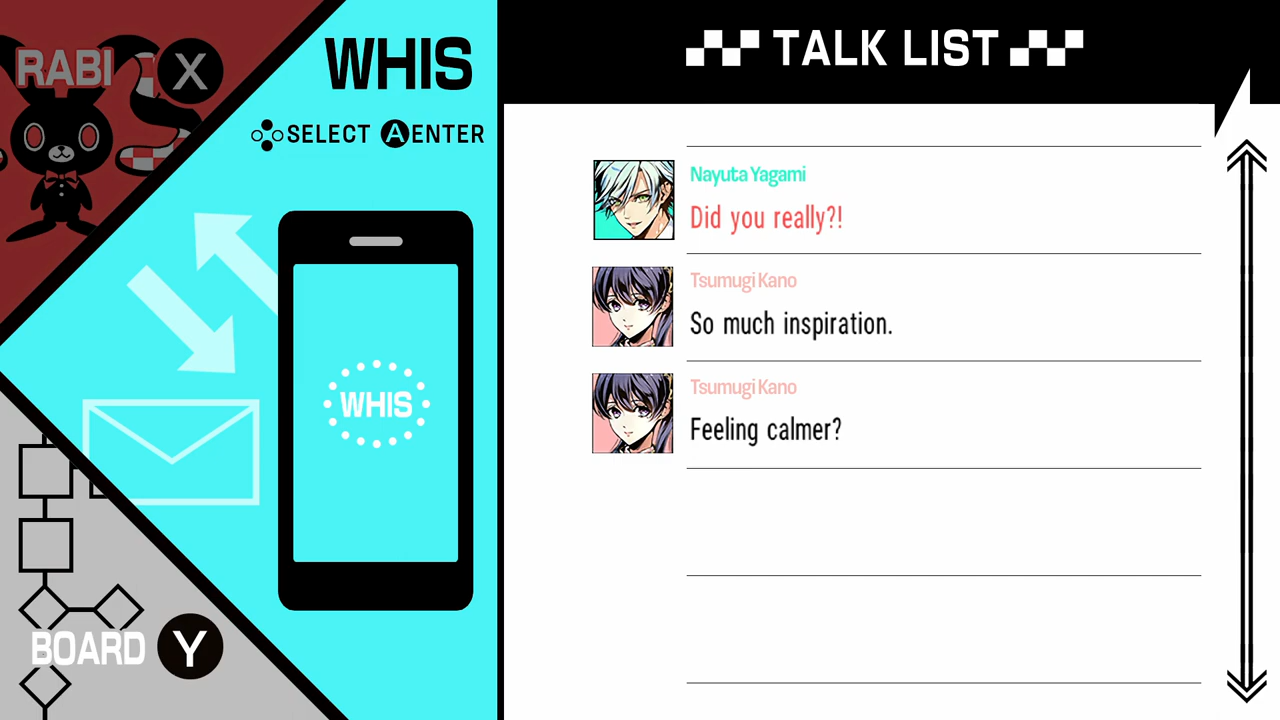 RABI X
WHIS
SELECT A ENTER
TALK LIST
Nayuta Yagami
Did you really?!
Tsumugi Kano
So much inspiration.
Tsumugi Kano
Feeling calmer?
WHIS
BOARD Y